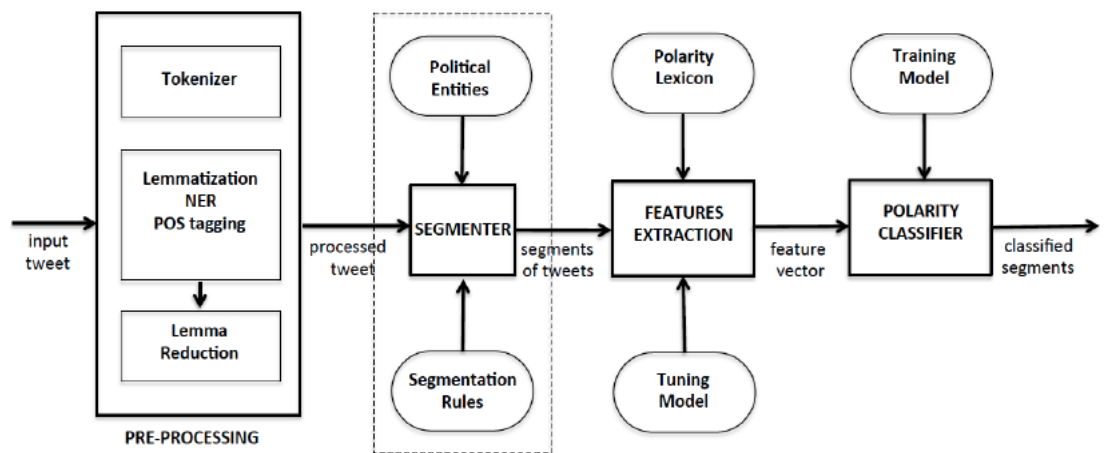 Tokenizer
Lemmatization
NER
POS tagging
Lemma
Reduction
PRE-PROCESSING
input
tweet
processed
tweet
Political
Entities
SEGMENTER
Segmentation
Rules
segments
of tweets
Polarity
Lexicon
FEATURES
EXTRACTION
Tuning
Model
feature
vector
Training
Model
POLARITY
CLASSIFIER
classified
segments